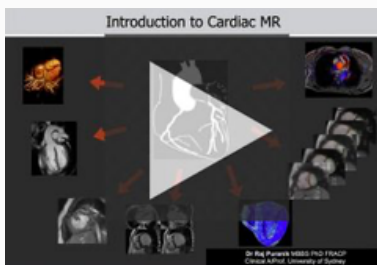 Introduction to Cardiac MR
Dr Raj Puranik MBBS PhD FRACP
Clinical A/Prof. University of Sydney